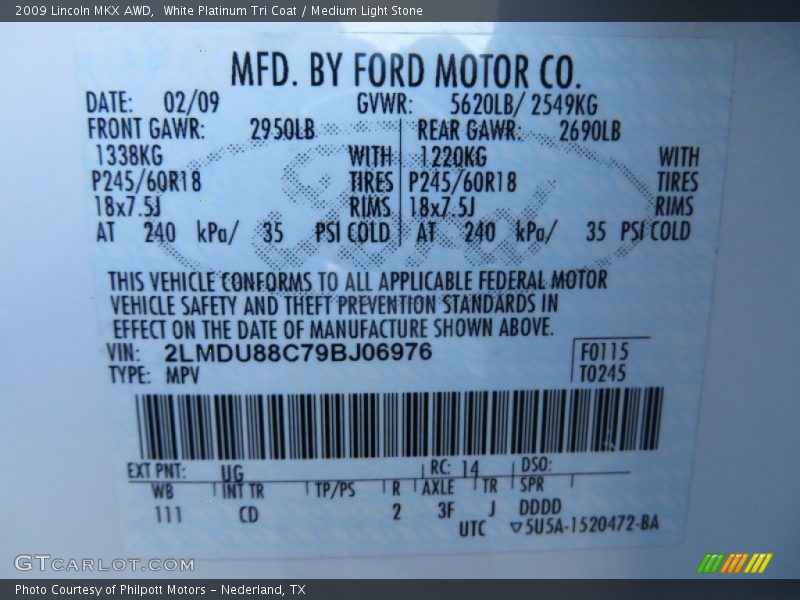 2009 Lincoln MKX AWD,  White Platinum Tri Coat / Medium Light Stone
MFD. BY FORD MOTOR CO.
DATE: 02/09 GVWR: 5620LB/ 2549KG
FRONT GAWR: 2950LB REAR GAWR: 2690LB
1338KG WITH 1220KG WITH
P245/60R18 TIRES P245/60R18 TIRES
18x7.5J RIMS 18x7.5J RIMS
AT 240 kPa/ 35 PSI COLD AT 240 kPa/ 35 PSI COLD
THIS VEHICLE CONFORMS TO ALL APPLICABLE FEDERAL MOTOR
VEHICLE SAFETY AND THEFT PREVENTION STANDARDS IN
EFFECT ON THE DATE OF MANUFACTURE SHOWN ABOVE.
VIN: 2LMDU88C79BJ06976 F0115
TYPE: MPV T0245
EXT PNT: UG RC: 14 DSO:
WB INT TR TP/PS R AXLE TR SPR
111 CD 2 3F J DDDD
UTC ▽5U5A-1520472-BA
GTCARLOT.COM
Photo Courtesy of Philpott Motors - Nederland, TX